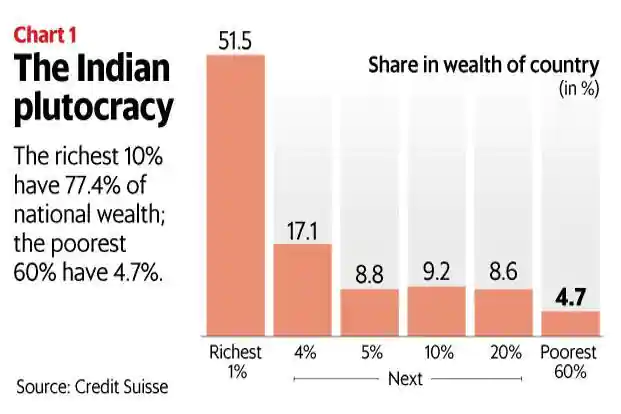 Chart 1
The Indian
plutocracy
The richest 10%
have 77.4% of
national wealth;
the poorest
60% have 4.7%.
Source: Credit Suisse
Share in wealth of country
(in %)
51.5
17.1
8.8
9.2
8.6
4.7
Richest
1%
4%
5%
10%
20%
Poorest
60%
Next